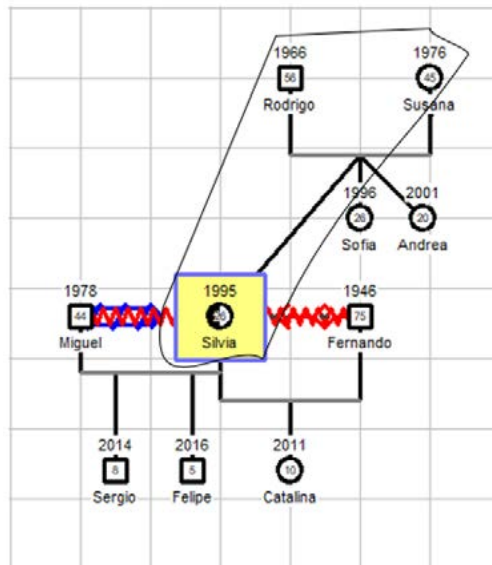 1966 1976
56 45
Rodrigo Susana
1996 2001
26 20
Sofia Andrea
1978 1995 1946
44 75
Miguel Silvia Fernando
2014 2016 2011
8 5 10
Sergio Felipe Catalina